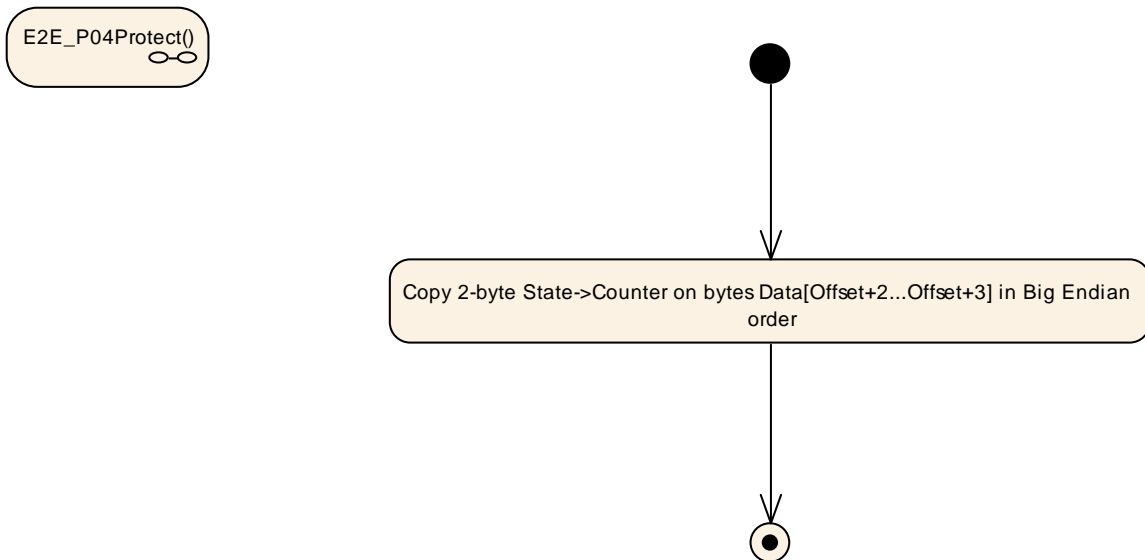 E2E_P04Protect()
Copy 2-byte State->Counter on bytes Data[Offset+2...Offset+3] in Big Endian
order